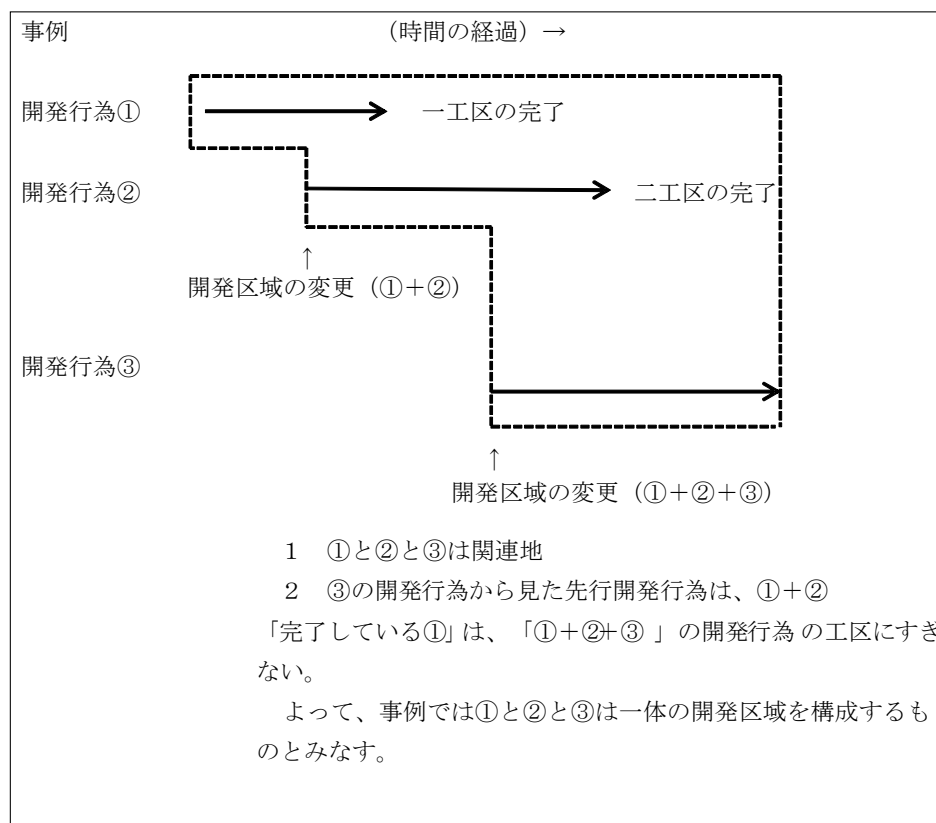 事例 (時間の経過) →
開発行為① 一工区の完了
開発行為② 二工区の完了
↑
開発区域の変更（①＋②）
開発行為③
↑
開発区域の変更（①＋②＋③）
１ ①と②と③は関連地
２ ③の開発行為から見た先行開発行為は、①＋②
「完了している①」は、「①＋②＋③ 」の開発行為 の工区にすぎ
ない。
よって、事例では①と②と③は一体の開発区域を構成するも
のとみなす。